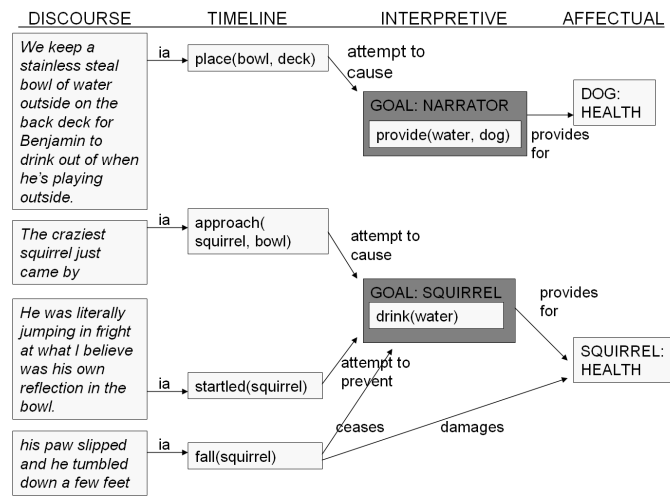 DISCOURSE TIMELINE INTERPRETIVE AFFECTUAL
We keep a
stainless steal
bowl of water
outside on the
back deck for
Benjamin to
drink out of when
he's playing
outside.
ia
place(bowl, deck)
attempt to
cause
GOAL: NARRATOR
provide(water, dog)
provides
for
DOG:
HEALTH
The craziest
squirrel just
came by
ia
approach(
squirrel, bowl)
attempt to
cause
GOAL: SQUIRREL
drink(water)
provides
for
SQUIRREL:
HEALTH
He was literally
jumping in fright
at what I believe
was his own
reflection in the
bowl.
ia
startled(squirrel)
attempt to
prevent
his paw slipped
and he tumbled
down a few feet
ia
fall(squirrel)
ceases
damages